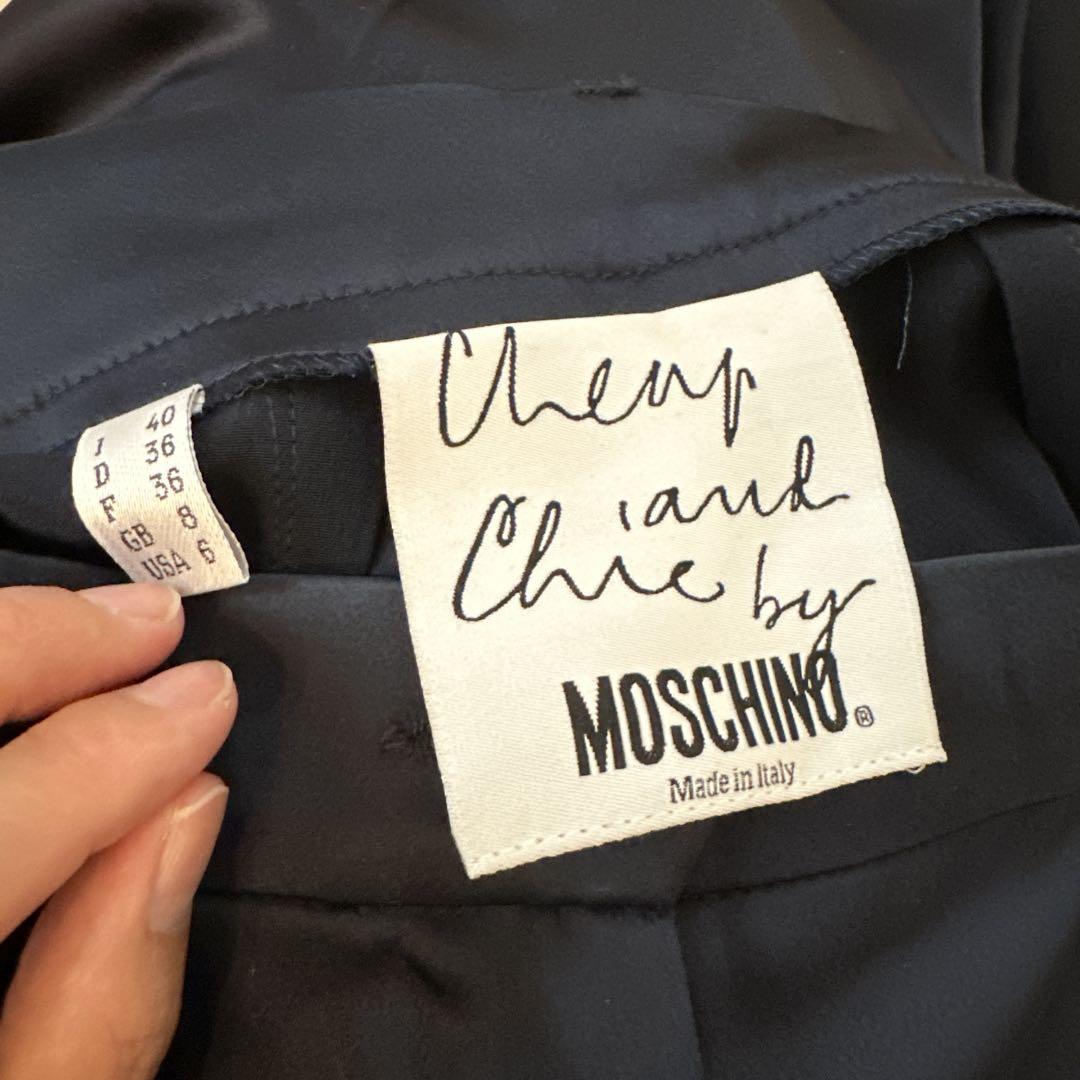 I 40
D 36
F 36
GB 8
USA 6
Cheap
and
Chic by
MOSCHINO®
Made in Italy